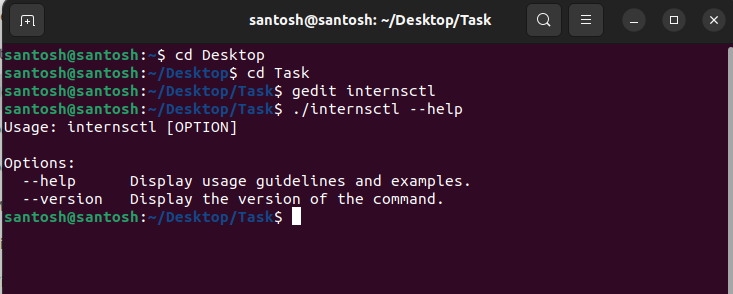 santosh@santosh: ~/Desktop/Task
santosh@santosh:~$ cd Desktop
santosh@santosh:~/Desktop$ cd Task
santosh@santosh:~/Desktop/Task$ gedit internsctl
santosh@santosh:~/Desktop/Task$ ./internsctl --help
Usage: internsctl [OPTION]
Options:
--help Display usage guidelines and examples.
--version Display the version of the command.
santosh@santosh:~/Desktop/Task$